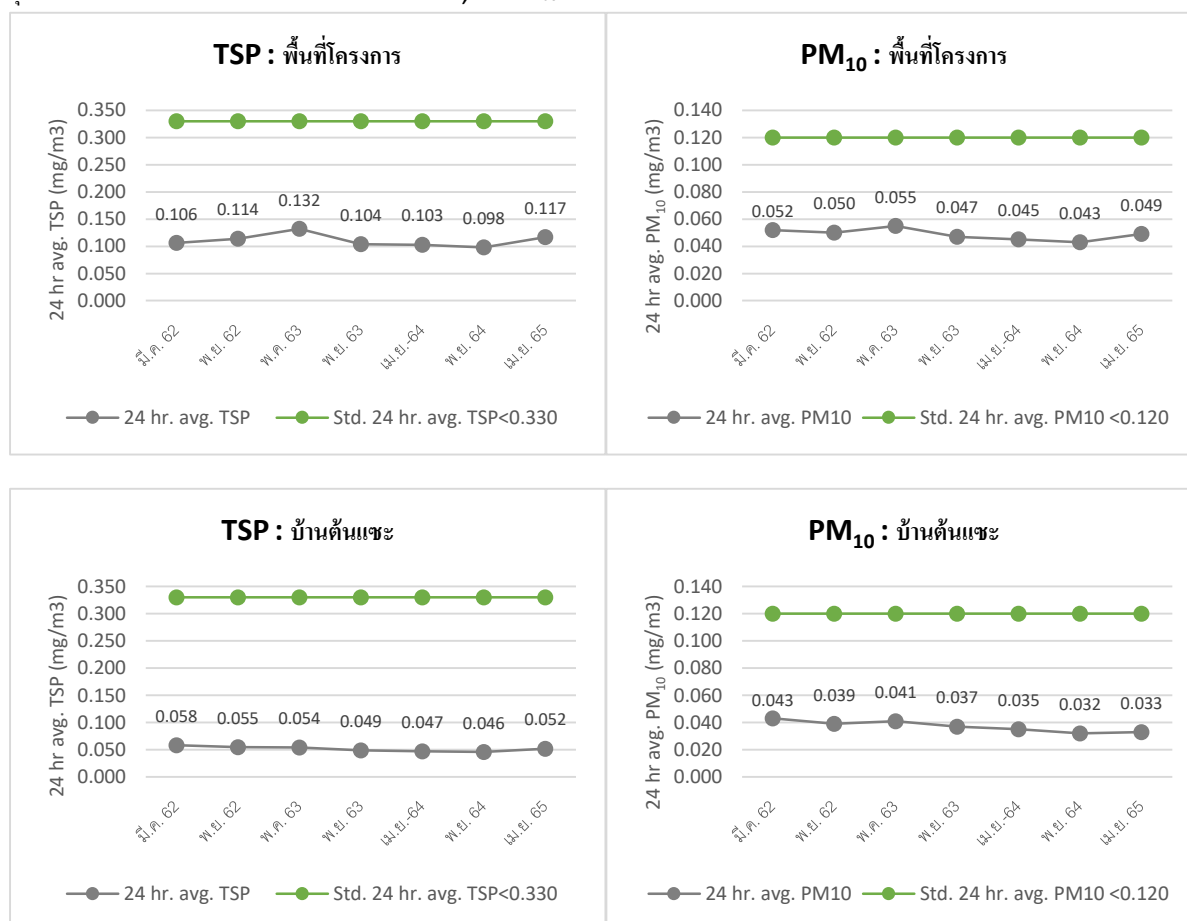 TSP : พื้นที่โครงการ
24 hr avg. TSP (mg/m3)
0.350
0.300
0.250
0.200
0.150
0.100
0.050
0.000
0.106 0.114 0.132 0.104 0.103 0.098 0.117
มี.ค. 62 พ.ย. 62 พ.ค. 63 พ.ย. 63 เม.ย.-64 พ.ย. 64 เม.ย. 65
24 hr. avg. TSP Std. 24 hr. avg. TSP<0.330
PM10 : พื้นที่โครงการ
24 hr avg. PM10 (mg/m3)
0.140
0.120
0.100
0.080
0.060
0.040
0.020
0.000
0.052 0.050 0.055 0.047 0.045 0.043 0.049
มี.ค. 62 พ.ย. 62 พ.ค. 63 พ.ย. 63 เม.ย.-64 พ.ย. 64 เม.ย. 65
24 hr. avg. PM10 Std. 24 hr. avg. PM10 <0.120
TSP : บ้านต้นแซะ
24 hr avg. TSP (mg/m3)
0.350
0.300
0.250
0.200
0.150
0.100
0.050
0.000
0.058 0.055 0.054 0.049 0.047 0.046 0.052
มี.ค. 62 พ.ย. 62 พ.ค. 63 พ.ย. 63 เม.ย.-64 พ.ย. 64 เม.ย. 65
24 hr. avg. TSP Std. 24 hr. avg. TSP<0.330
PM10 : บ้านต้นแซะ
24 hr avg. PM10 (mg/m3)
0.140
0.120
0.100
0.080
0.060
0.040
0.020
0.000
0.043 0.039 0.041 0.037 0.035 0.032 0.033
มี.ค. 62 พ.ย. 62 พ.ค. 63 พ.ย. 63 เม.ย.-64 พ.ย. 64 เม.ย. 65
24 hr. avg. PM10 Std. 24 hr. avg. PM10 <0.120